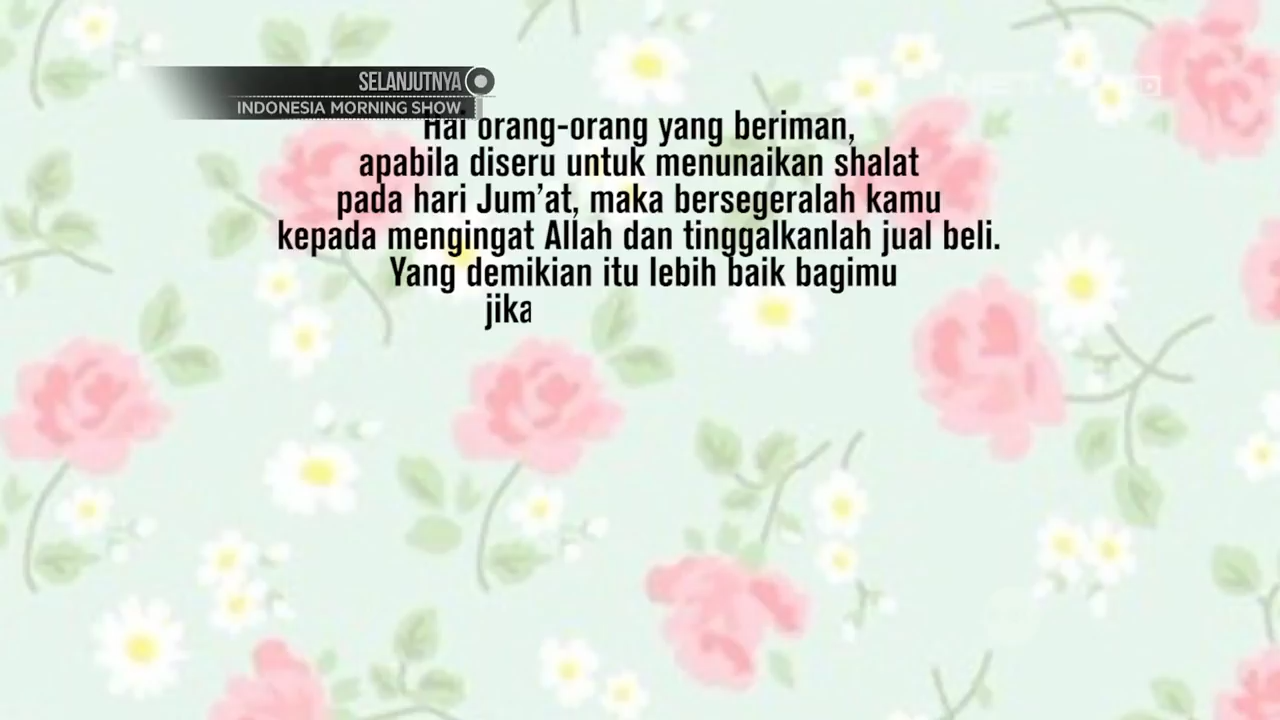 SELANJUTNYA
INDONESIA MORNING SHOW
Hai orang-orang yang beriman,
apabila diseru untuk menunaikan shalat
pada hari Jum’at, maka bersegeralah kamu
kepada mengingat Allah dan tinggalkanlah jual beli.
Yang demikian itu lebih baik bagimu
jika